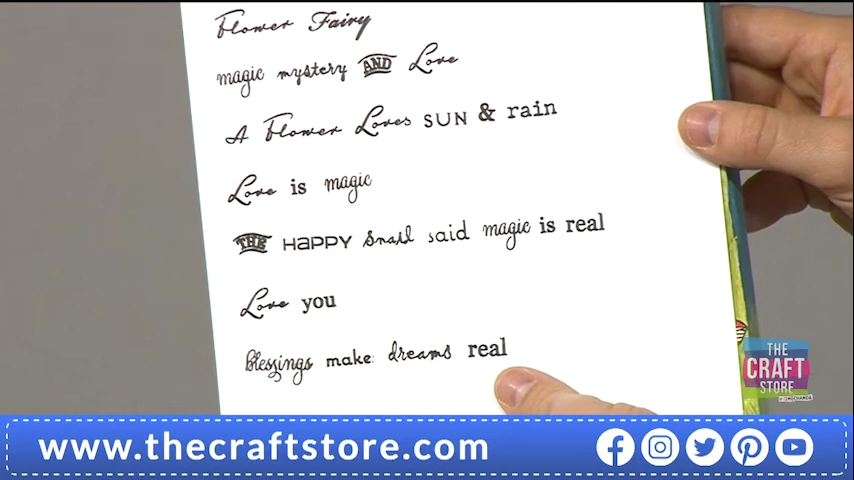 Flower Fairy
magic mystery AND Love
A Flower Loves SUN & rain
Love is magic
THE HAPPY Snail said magic is real
Love you
Blessings make dreams real
THE
CRAFT
STORE
www.thecraftstore.com